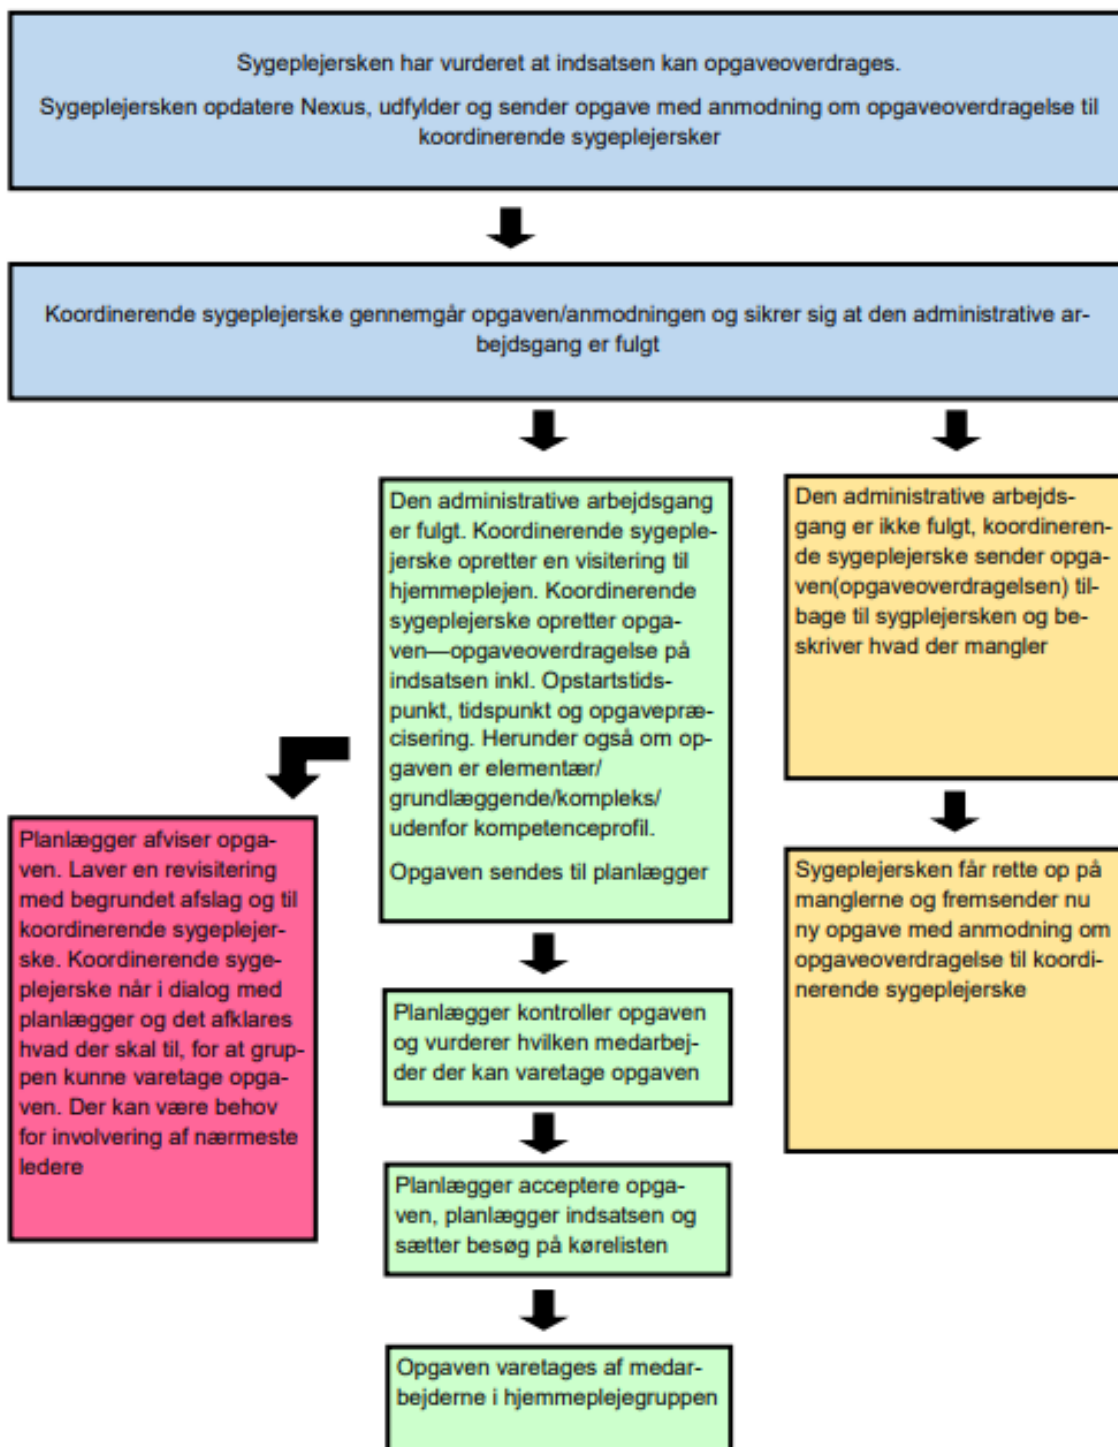 Sygeplejersken har vurderet at indsatsen kan opgaveoverdrages.
Sygeplejersken opdatere Nexus, udfylder og sender opgave med anmodning om opgaveoverdragelse til
koordinerende sygeplejersker
Koordinerende sygeplejerske gennemgår opgaven/anmodningen og sikrer sig at den administrative ar-
bejdsgang er fulgt
Den administrative arbejdsgang
er fulgt. Koordinerende sygeple-
jerske opretter en visitering til
hjemmeplejen. Koordinerende
sygeplejerske opretter opga-
ven—opgaveoverdragelse på
indsatsen inkl. Opstartstids-
punkt, tidspunkt og opgavepræ-
cisering. Herunder også om op-
gaven er elementær/
grundlæggende/kompleks/
udenfor kompetenceprofil.
Opgaven sendes til planlægger
Den administrative arbejds-
gang er ikke fulgt, koordineren-
de sygeplejerske sender opga-
ven(opgaveoverdragelsen) til-
bage til sygplejersken og be-
skriver hvad der mangler
Planlægger afviser opga-
ven. Laver en revisitering
med begrundet afslag og til
koordinerende sygeplejer-
ske. Koordinerende syge-
plejerske når i dialog med
planlægger og det afklares
hvad der skal til, for at grup-
pen kunne varetage opga-
ven. Der kan være behov
for involvering af nærmeste
ledere
Sygeplejersken får rette op på
manglerne og fremsender nu
ny opgave med anmodning om
opgaveoverdragelse til koordi-
nerende sygeplejerske
Planlægger kontroller opgaven
og vurderer hvilken medarbej-
der der kan varetage opgaven
Planlægger acceptere opga-
ven, planlægger indsatsen og
sætter besøg på kørelisten
Opgaven varetages af medar-
bejderne i hjemmeplejegruppen